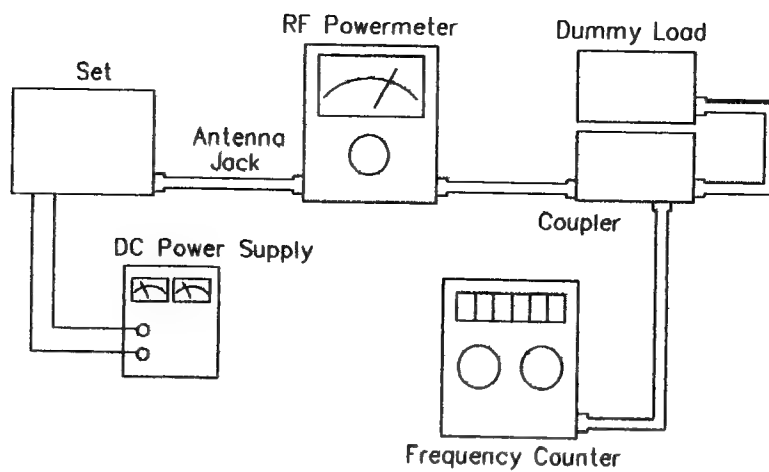 RF Powermeter
Dummy Load
Set
Antenna
Jack
Coupler
DC Power Supply
Frequency Counter